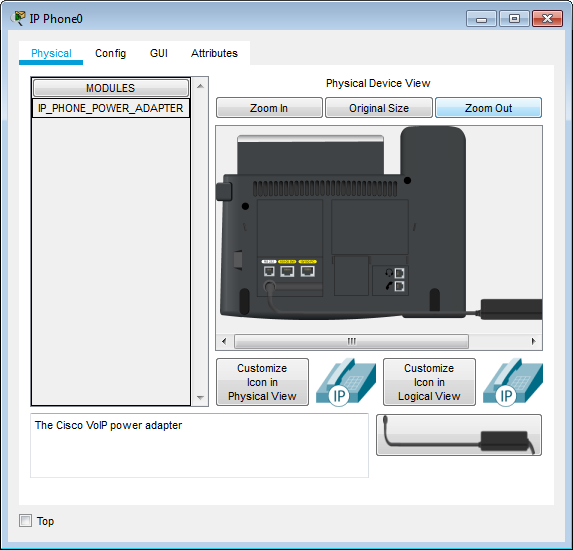 IP Phone0
Physical Config GUI Attributes
MODULES
IP_PHONE_POWER_ADAPTER
Physical Device View
Zoom In Original Size Zoom Out
Customize
Icon in
Physical View
IP
Customize
Icon in
Logical View
IP
The Cisco VoIP power adapter
Top